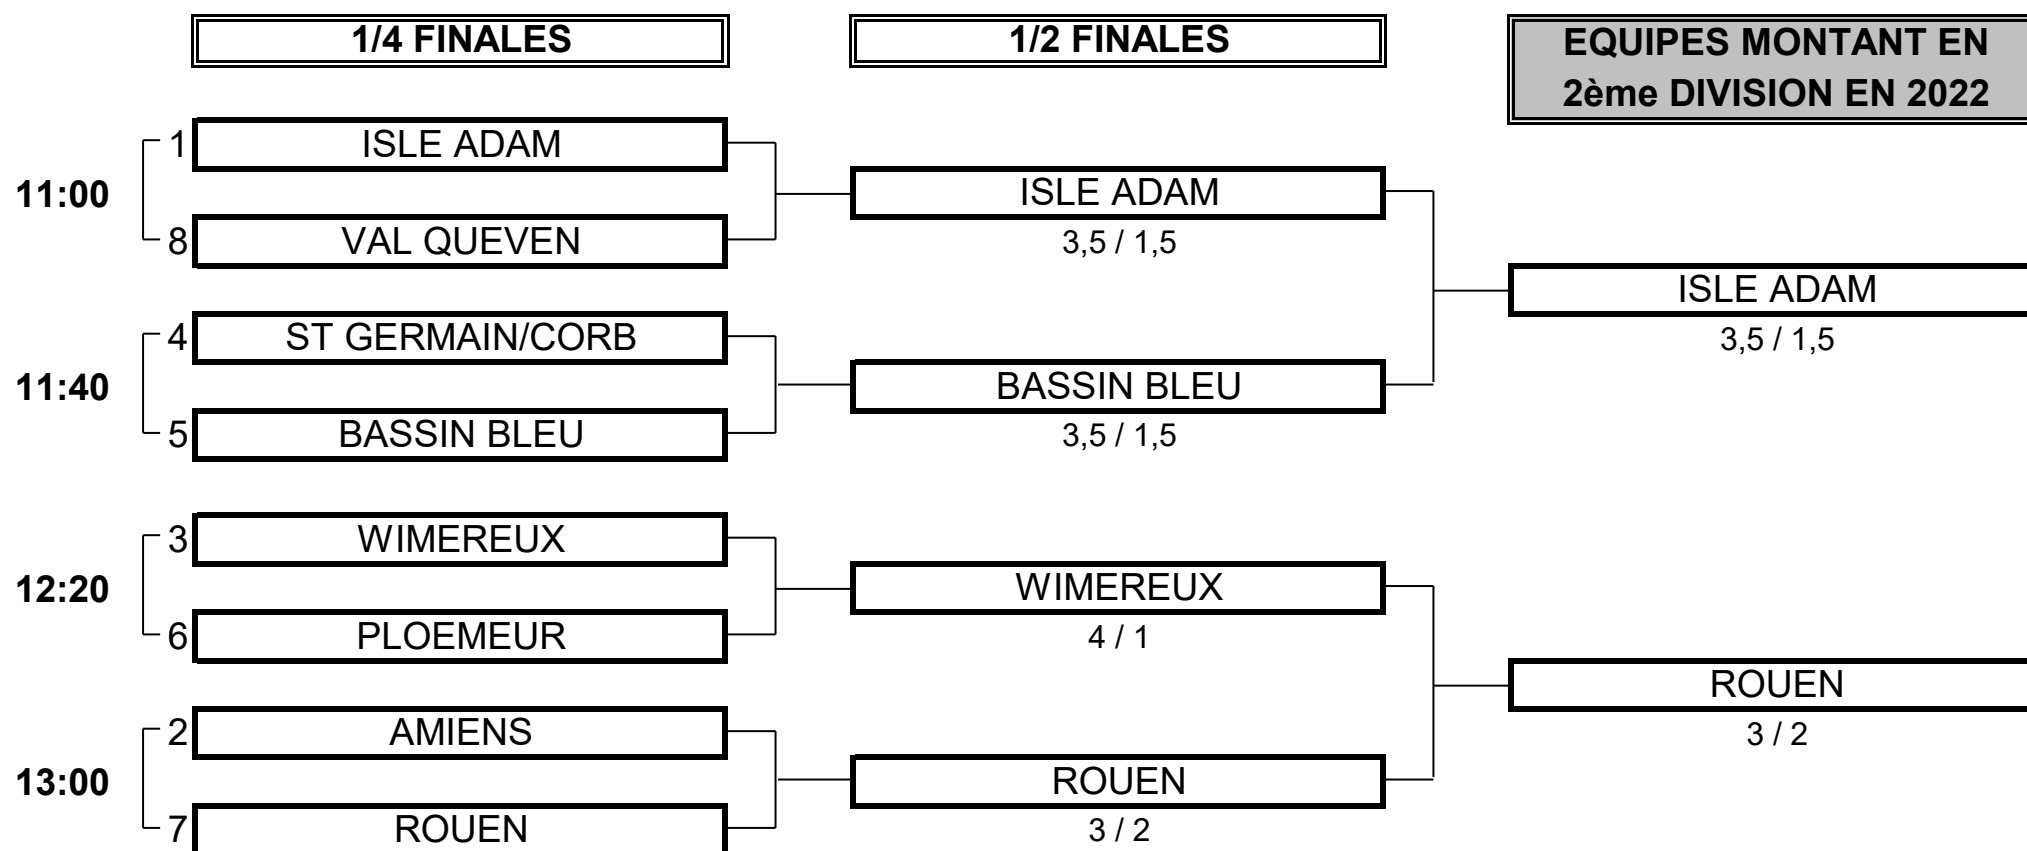 1/4 FINALES
1/2 FINALES
EQUIPES MONTANT EN
2ème DIVISION EN 2022
1 ISLE ADAM
11:00
8 VAL QUEVEN
ISLE ADAM
3,5 / 1,5
4 ST GERMAIN/CORB
11:40
5 BASSIN BLEU
BASSIN BLEU
3,5 / 1,5
ISLE ADAM
3,5 / 1,5
3 WIMEREUX
12:20
6 PLOEMEUR
WIMEREUX
4 / 1
2 AMIENS
13:00
7 ROUEN
ROUEN
3 / 2
ROUEN
3 / 2